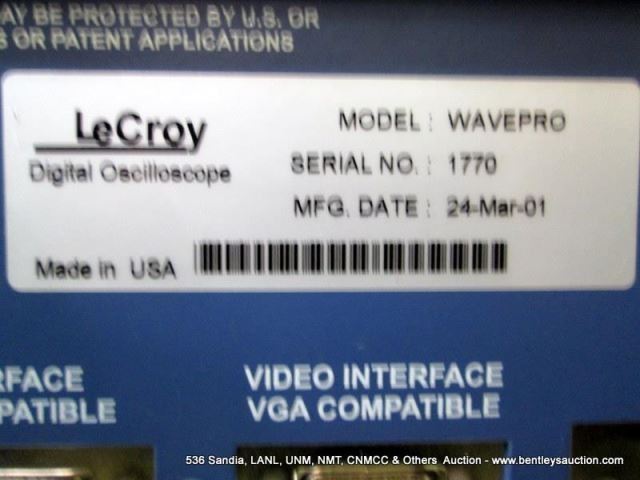 AY BE PROTECTED BY U.S. OR
S OR PATENT APPLICATIONS
LeCroy
Digital Oscilloscope
MODEL : WAVEPRO
SERIAL NO. : 1770
MFG. DATE : 24-Mar-01
Made in USA
RFACE
PATIBLE
VIDEO INTERFACE
VGA COMPATIBLE
536 Sandia, LANL, UNM, NMT, CNMCC & Others Auction - www.bentleysauction.com